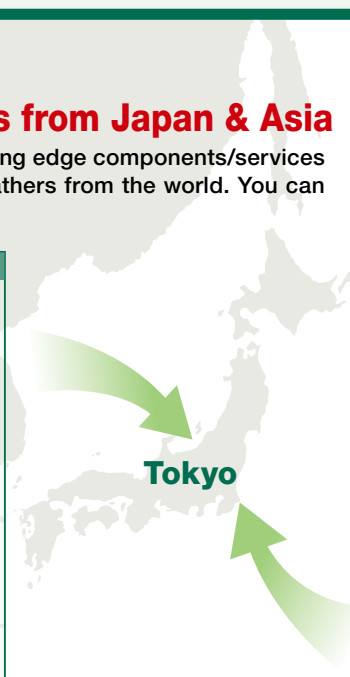 s from Japan & Asia
ng edge components/services
athers from the world. You can
Tokyo